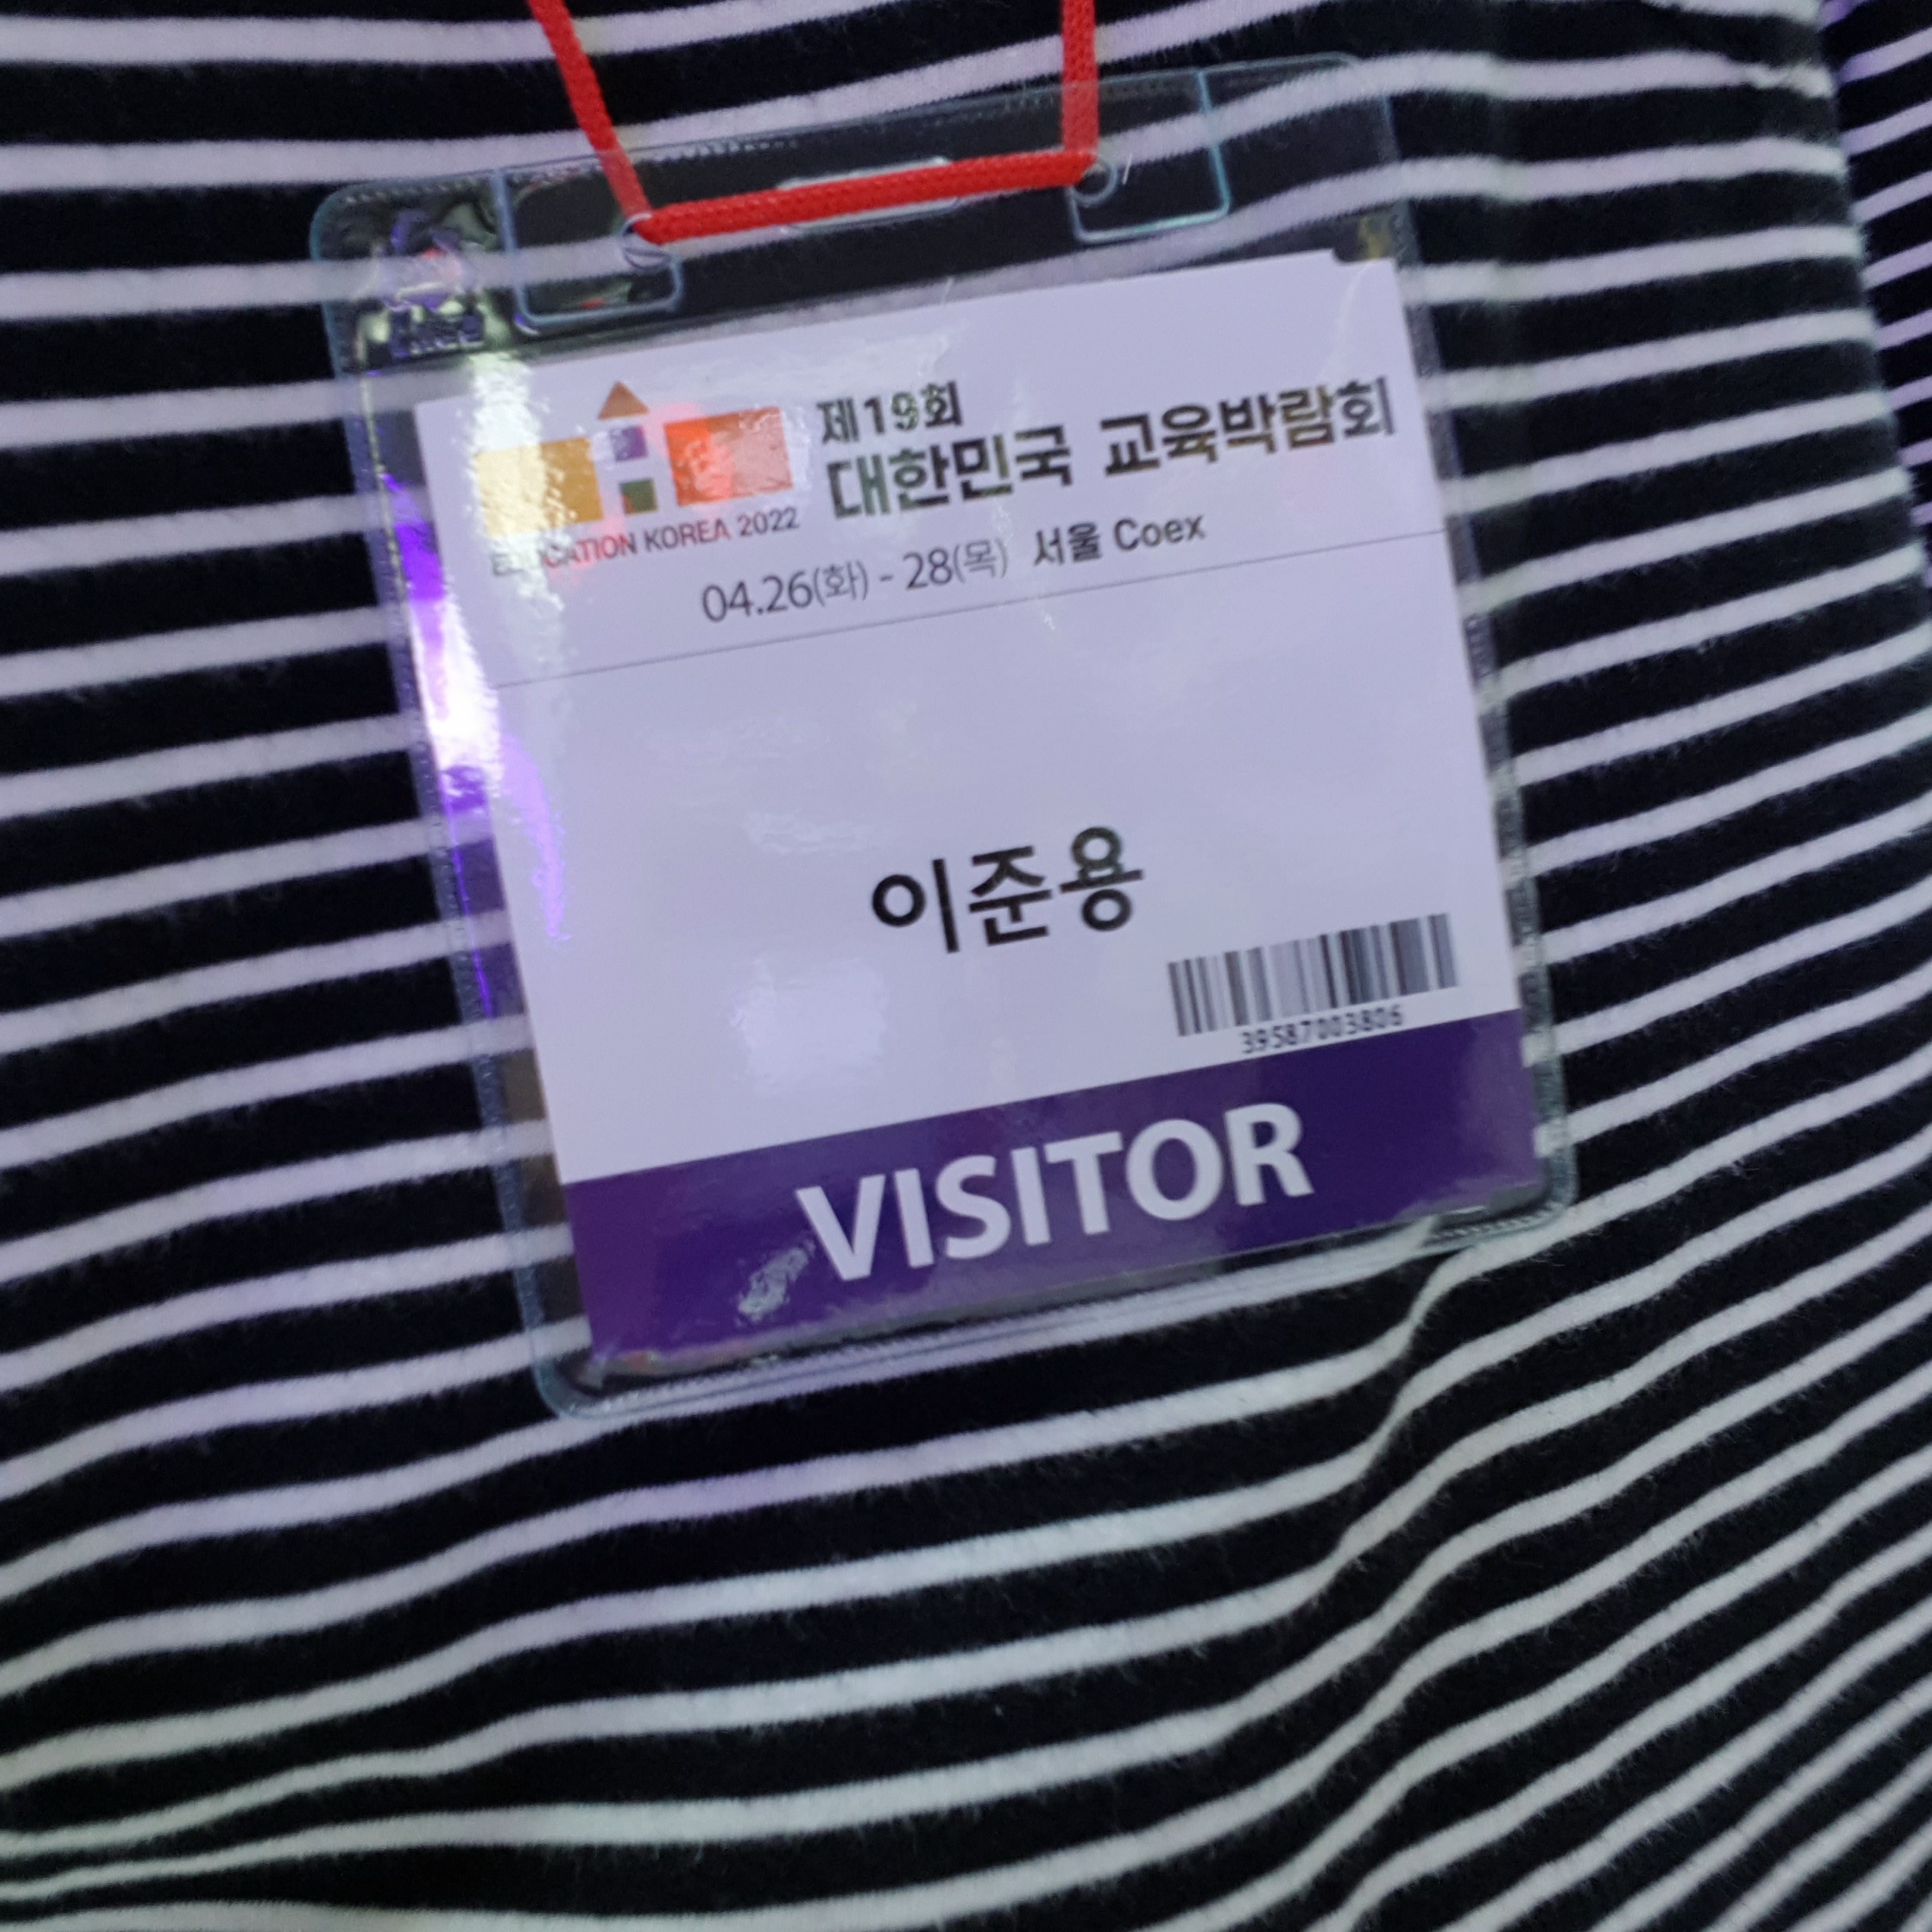 제19회
대한민국 교육박람회
EDUCATION KOREA 2022
04.26(화) - 28(목) 서울 Coex
이준용
39587003806
VISITOR